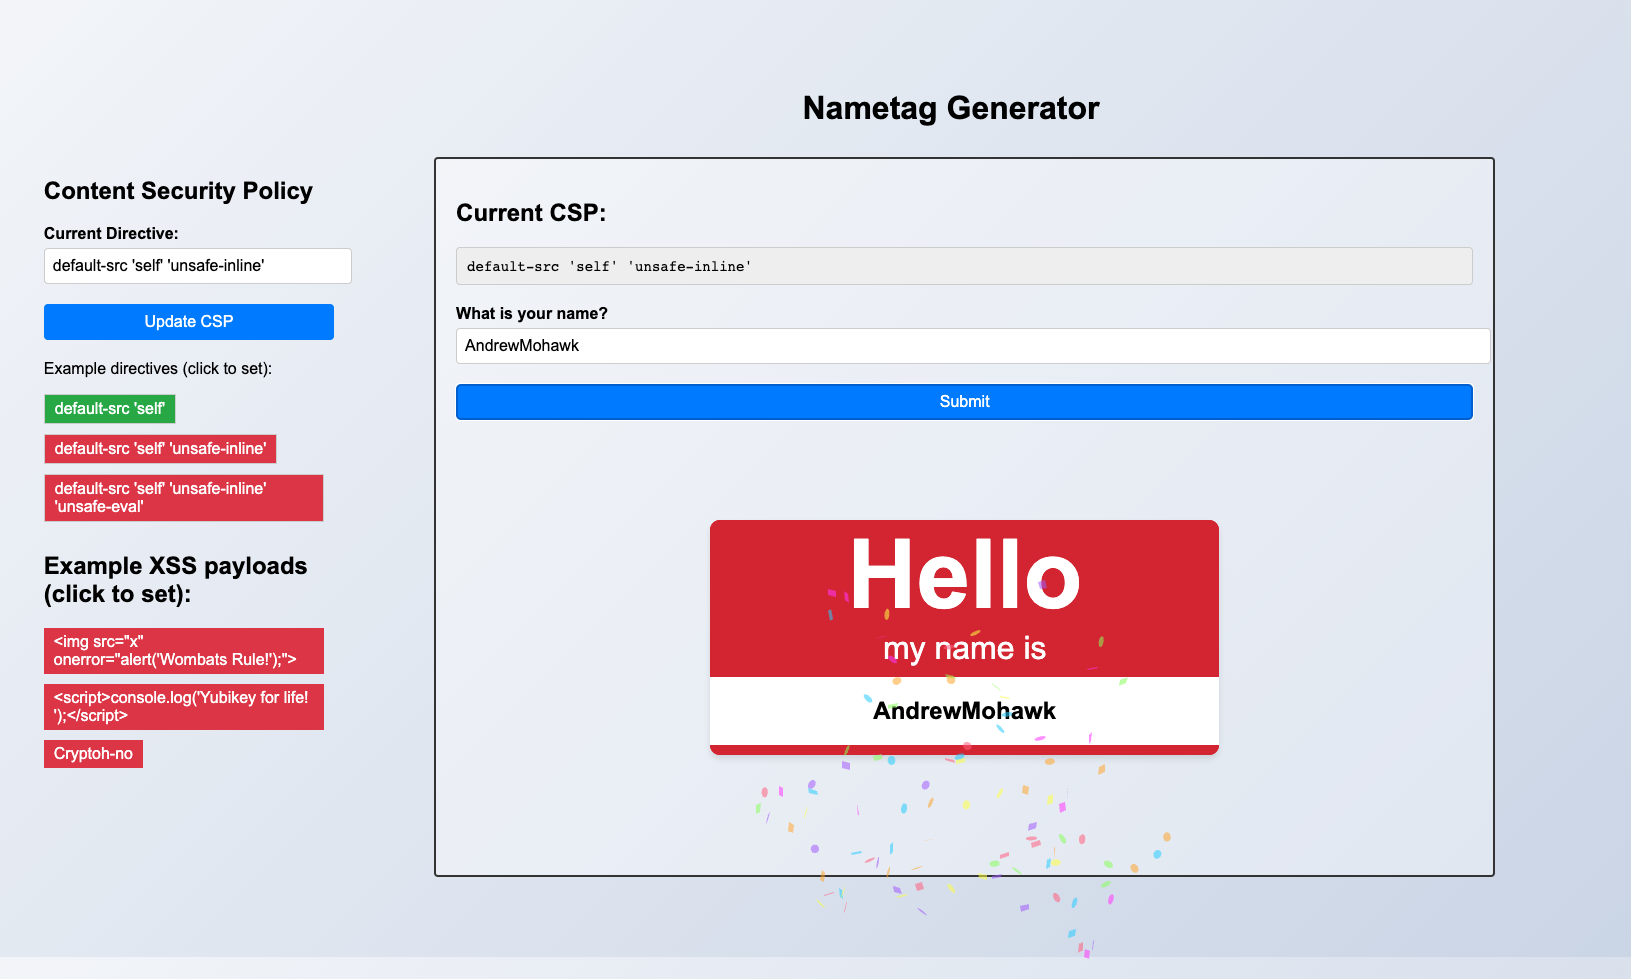 Nametag Generator
Content Security Policy
Current Directive:
default-src 'self' 'unsafe-inline'
Update CSP
Example directives (click to set):
default-src 'self'
default-src 'self' 'unsafe-inline'
default-src 'self' 'unsafe-inline'
'unsafe-eval'
Example XSS payloads
(click to set):
<img src="x"
onerror="alert('Wombats Rule!');">
<script>console.log('Yubikey for life!
');</script>
Cryptoh-no
Current CSP:
default-src 'self' 'unsafe-inline'
What is your name?
AndrewMohawk
Submit
Hello
my name is
AndrewMohawk